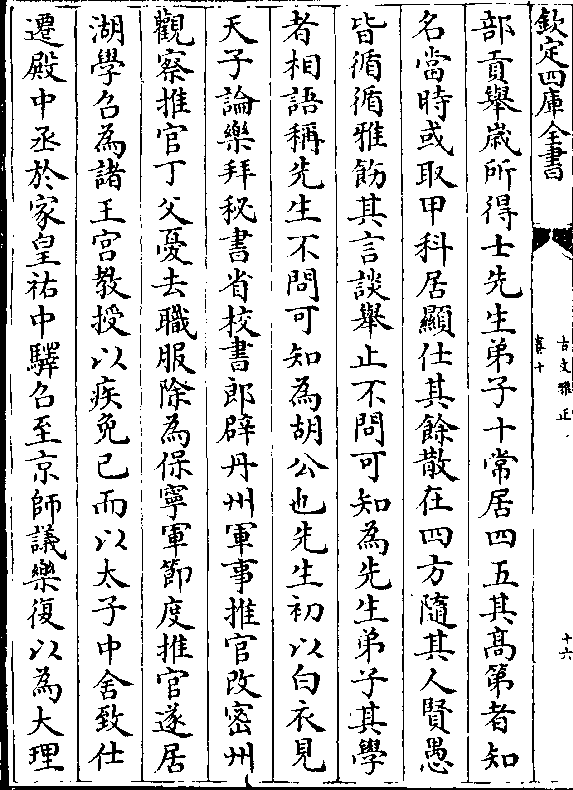 欽定四庫全書
古文雅正
卷十
十六
部貢舉歲所得士先生弟子十常居四五其髙第者知
名當時或取甲科居顯仕其餘散在四方隨其人賢愚
皆循循雅飭其言談舉止不問可知為先生弟子其學
者相語稱先生不問可知為胡公也先生初以白衣見
天子論樂拜秘書省校書郎辟丹州軍事推官改密州
觀察推官丁父憂去職服除為保寧軍節度推官遂居
湖學召為諸王宫教授以疾免已而以太子中舍致仕
遷殿中丞於家皇祐中驛召至京師議樂復以為大理